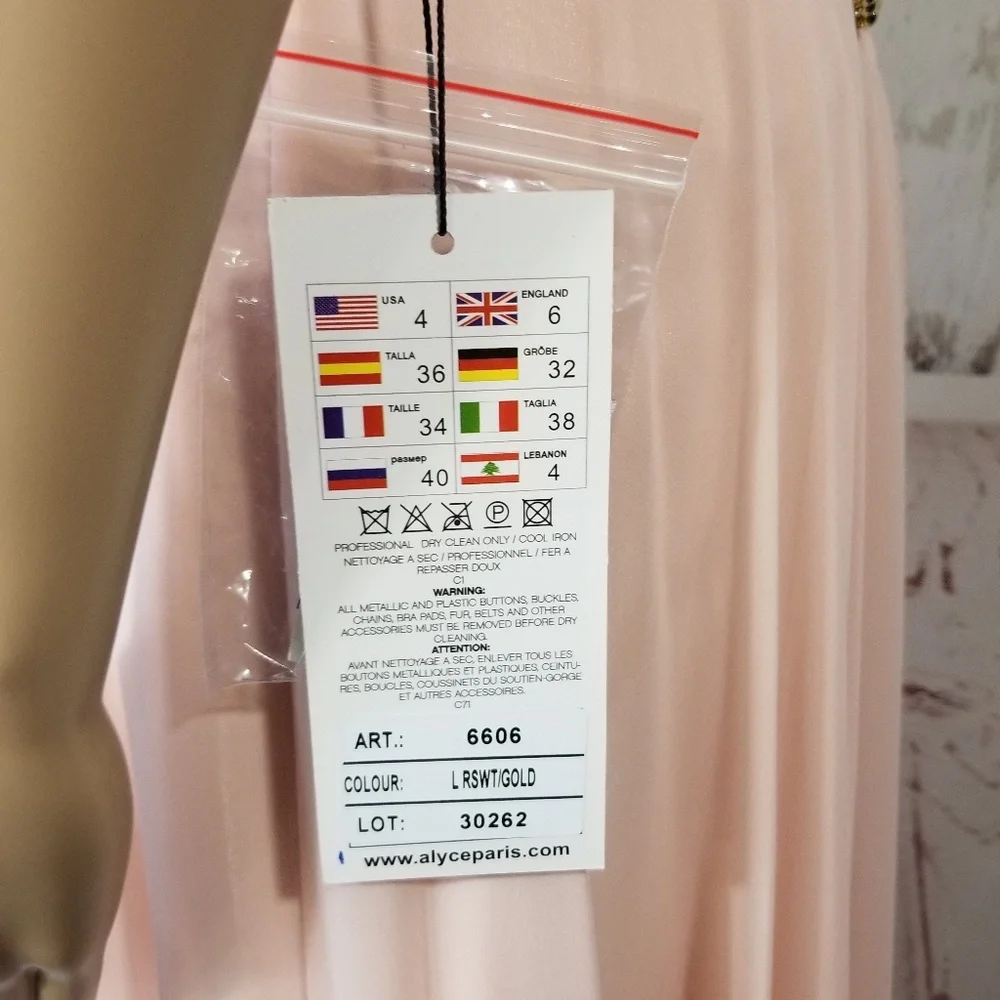 USA 4 ENGLAND 6
TALLA 36 GRÖBE 32
TAILLE 34 TAGLIA 38
размер 40 LEBANON 4
P
PROFESSIONAL DRY CLEAN ONLY / COOL IRON
NETTOYAGE A SEC / PROFESSIONNEL / FER A
REPASSER DOUX
C1
WARNING:
ALL METALLIC AND PLASTIC BUTTONS, BUCKLES,
CHAINS, BRA PADS, FUR, BELTS AND OTHER
ACCESSORIES MUST BE REMOVED BEFORE DRY
CLEANING.
ATTENTION:
AVANT NETTOYAGE A SEC, ENLEVER TOUS LES
BOUTONS METALLIQUES ET PLASTIQUES, CEINTU-
RES, BOUCLES, COUSSINETS DU SOUTIEN-GORGE
ET AUTRES ACCESSOIRES.
C71
ART.: 6606
COLOUR: L RSWT/GOLD
LOT: 30262
www.alyceparis.com